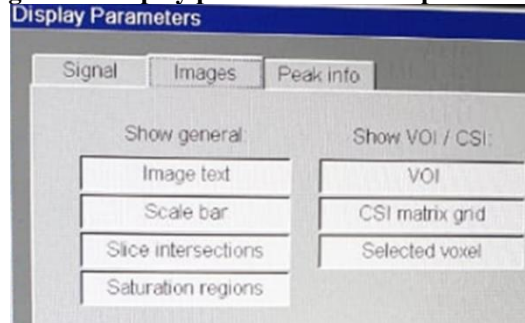 Display Parameters
Signal Images Peak info
Show general: Show VOI / CSI:
Image text VOI
Scale bar CSI matrix grid
Slice intersections Selected voxel
Saturation regions